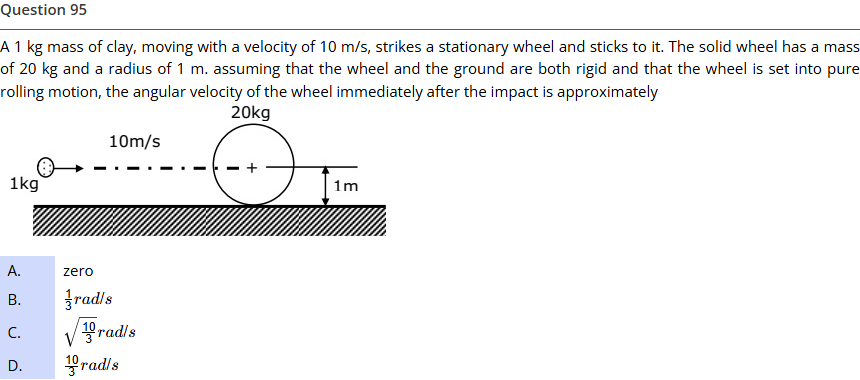 Question 95
A 1 kg mass of clay, moving with a velocity of 10 m/s, strikes a stationary wheel and sticks to it. The solid wheel has a mass
of 20 kg and a radius of 1 m. assuming that the wheel and the ground are both rigid and that the wheel is set into pure
rolling motion, the angular velocity of the wheel immediately after the impact is approximately
20kg
10m/s
1kg
1m
A. zero
B. 1/3 rad/s
C. √(10/3) rad/s
D. 10/3 rad/s